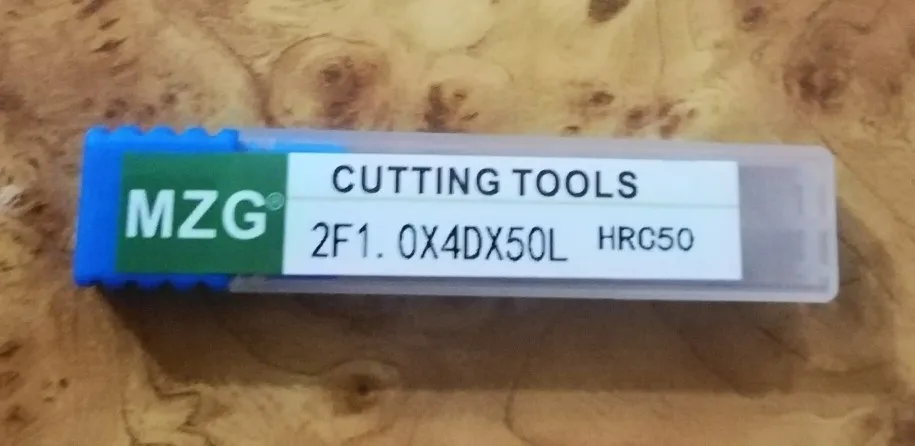 MZG®
CUTTING TOOLS
2F1.0X4DX50L HRC50